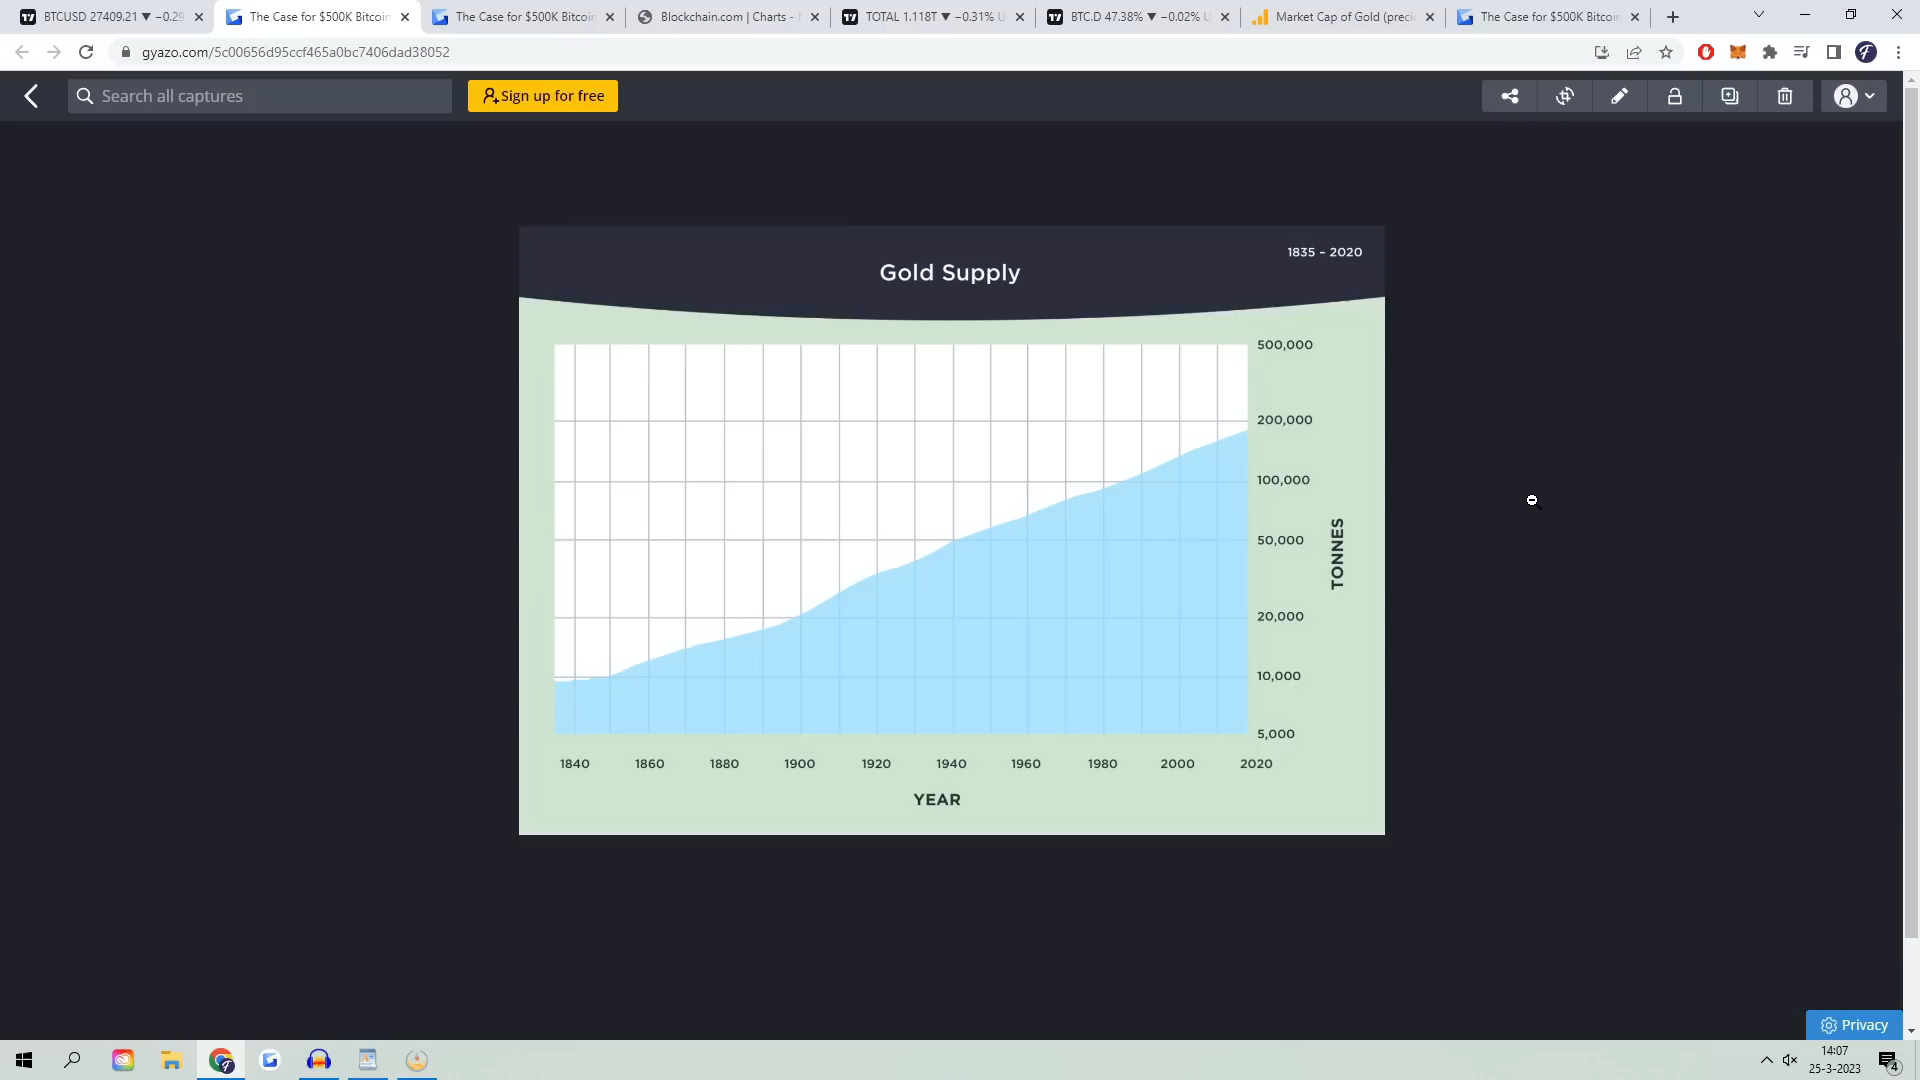 BTCUSD 27409.21 ▼ −0.29
The Case for $500K Bitcoin
The Case for $500K Bitcoin
Blockchain.com | Charts -
TOTAL 1.118T ▼ −0.31% U
BTC.D 47.38% ▼ −0.02% U
Market Cap of Gold (preci
The Case for $500K Bitcoin
gyazo.com/5c00656d95ccf465a0bc7406dad38052
Search all captures
Sign up for free
1835 – 2020
Gold Supply
500,000
200,000
100,000
50,000
TONNES
20,000
10,000
5,000
1840 1860 1880 1900 1920 1940 1960 1980 2000 2020
YEAR
Privacy
14:07
25-3-2023
4